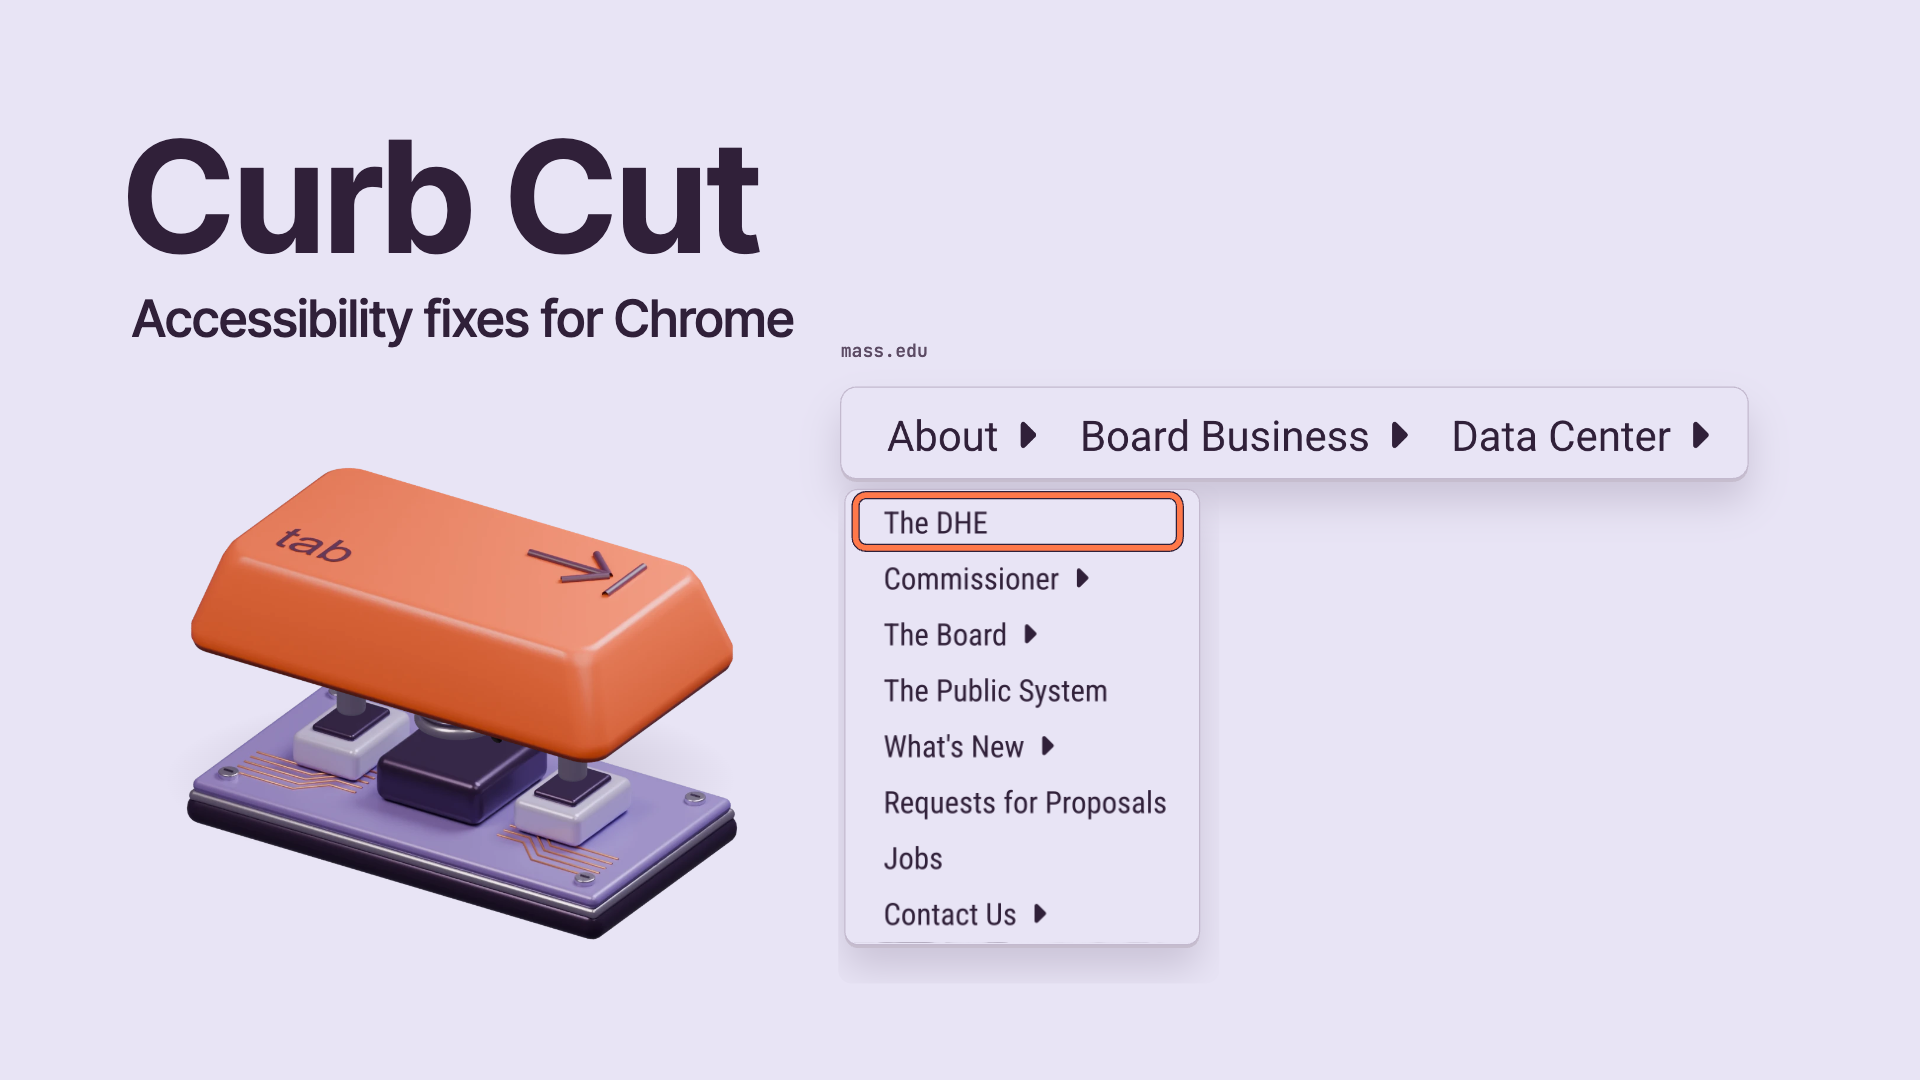 Curb Cut
Accessibility fixes for Chrome
mass.edu
About Board Business Data Center
The DHE
Commissioner
The Board
The Public System
What's New
Requests for Proposals
Jobs
Contact Us
tab